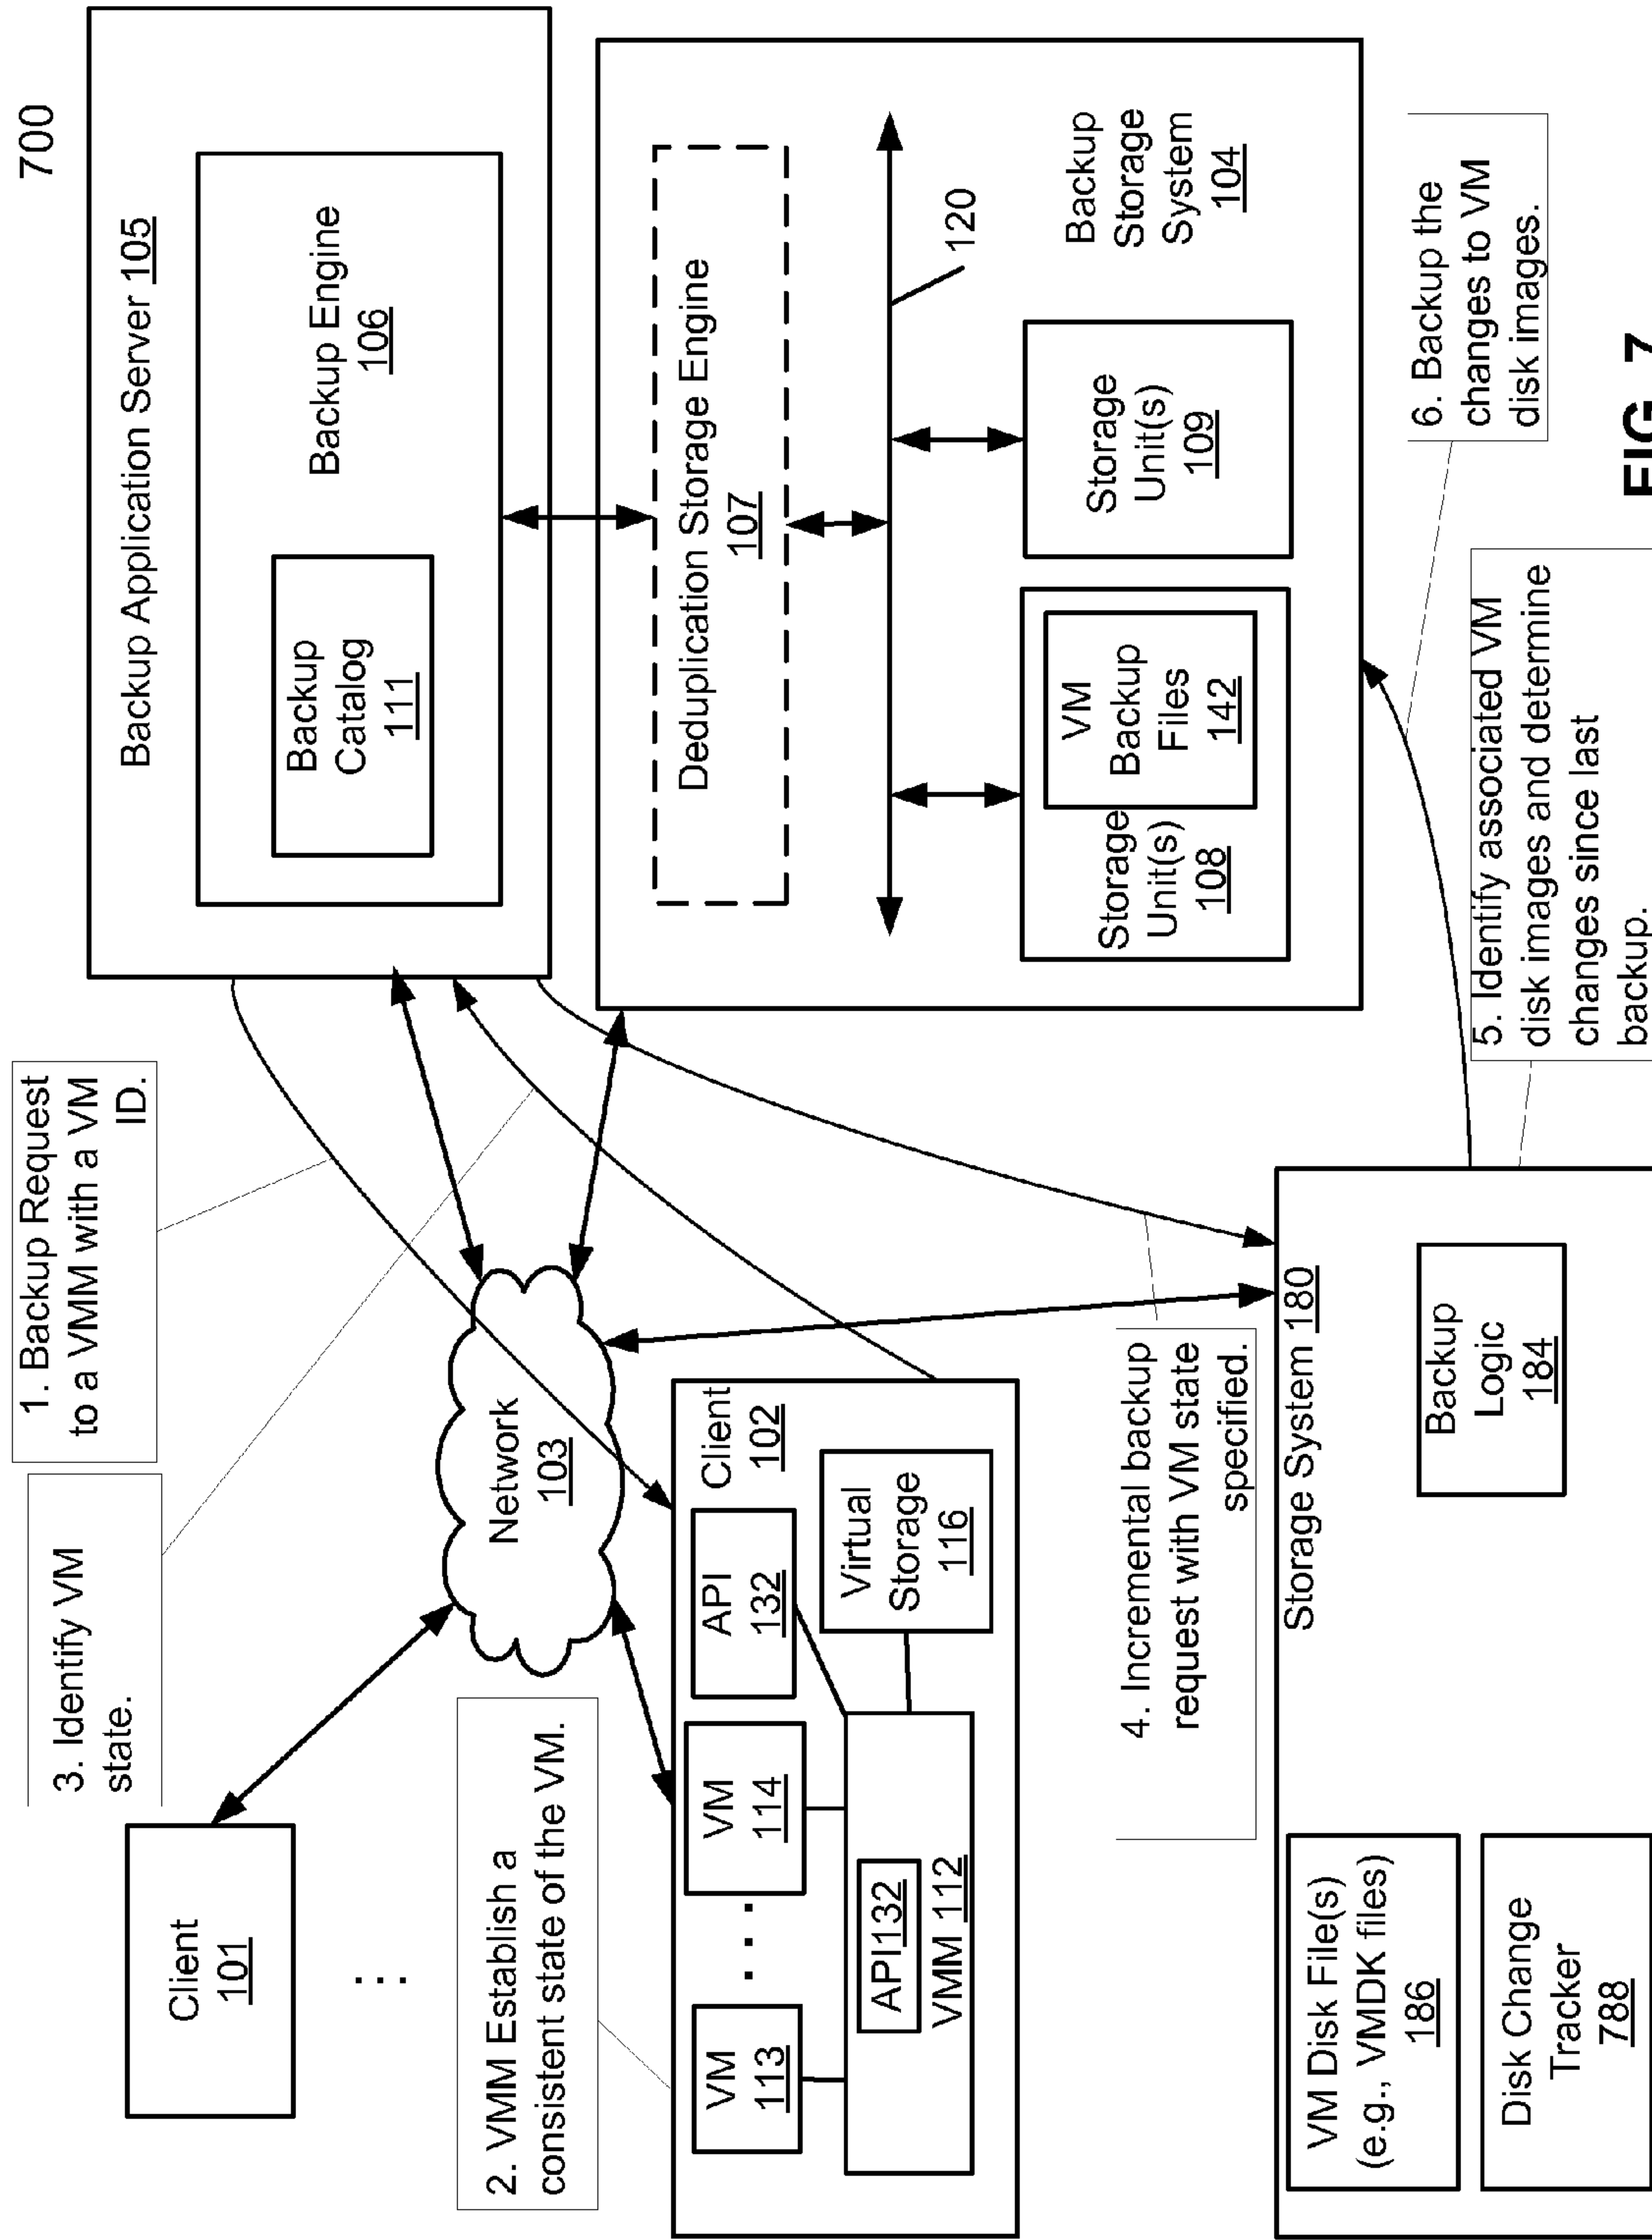 700
1. Backup Request
to a VMM with a VM
ID.
3. Identify VM
state.
Client
101
...
Network
103
2. VMM Establish a
consistent state of the VM.
VM
113
...
VM
114
API
132
Client
102
API132
VMM 112
Virtual
Storage
116
Backup Application Server 105
Backup
Catalog
111
Backup Engine
106
Deduplication Storage Engine
107
120
Storage
Unit(s)
108
VM
Backup
Files
142
Storage
Unit(s)
109
Backup
Storage
System
104
4. Incremental backup
request with VM state
specified.
Storage System 180
VM Disk File(s)
(e.g., VMDK files)
186
Disk Change
Tracker
788
Backup
Logic
184
5. Identify associated VM
disk images and determine
changes since last
backup.
6. Backup the
changes to VM
disk images.
FIG. 7